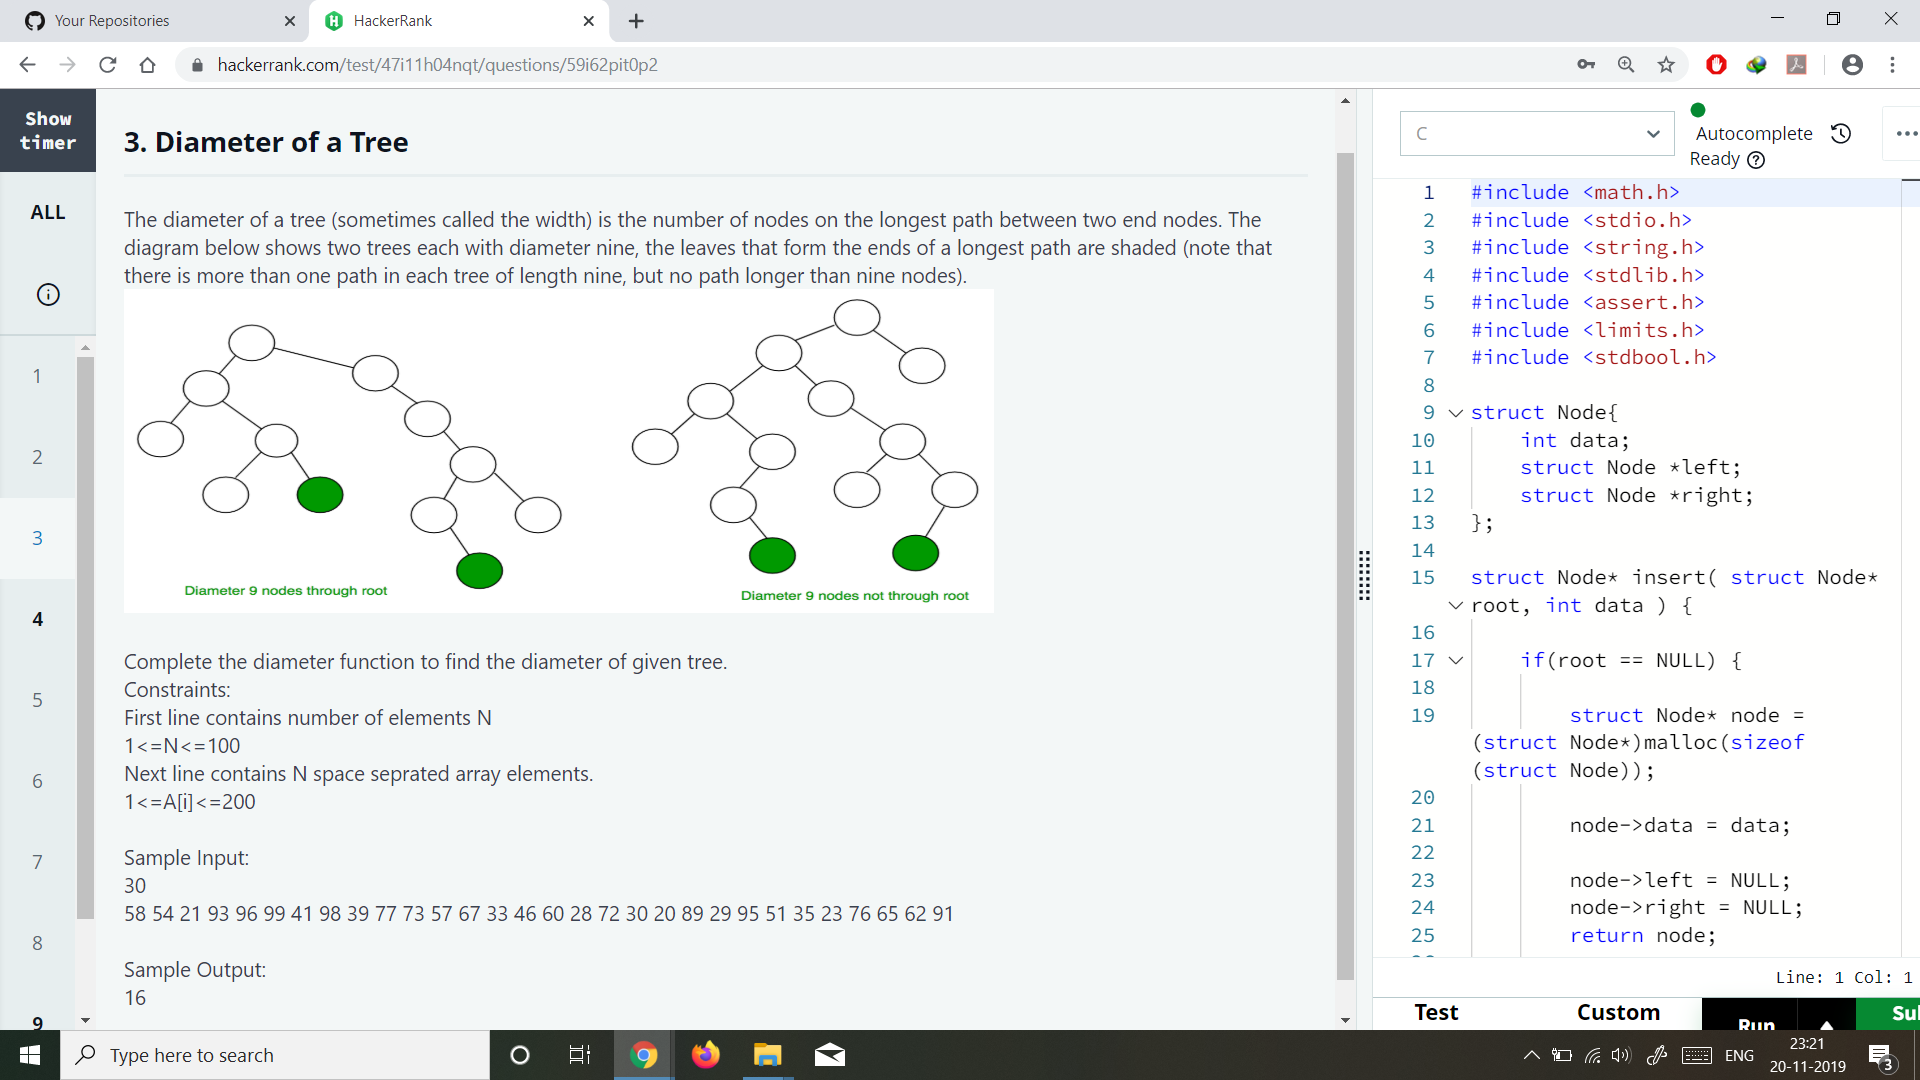 Your Repositories
HackerRank
hackerrank.com/test/47i11h04nqt/questions/59i62pit0p2
Show
timer
ALL
1
2
3
4
5
6
7
8
9
3. Diameter of a Tree
The diameter of a tree (sometimes called the width) is the number of nodes on the longest path between two end nodes. The
diagram below shows two trees each with diameter nine, the leaves that form the ends of a longest path are shaded (note that
there is more than one path in each tree of length nine, but no path longer than nine nodes).
Diameter 9 nodes through root
Diameter 9 nodes not through root
Complete the diameter function to find the diameter of given tree.
Constraints:
First line contains number of elements N
1<=N<=100
Next line contains N space seprated array elements.
1<=A[i]<=200
Sample Input:
30
58 54 21 93 96 99 41 98 39 77 73 57 67 33 46 60 28 72 30 20 89 29 95 51 35 23 76 65 62 91
Sample Output:
16
C
Autocomplete
Ready
1 #include <math.h>
2 #include <stdio.h>
3 #include <string.h>
4 #include <stdlib.h>
5 #include <assert.h>
6 #include <limits.h>
7 #include <stdbool.h>
8
9 struct Node{
10 int data;
11 struct Node *left;
12 struct Node *right;
13 };
14
15 struct Node* insert( struct Node*
root, int data ) {
16
17 if(root == NULL) {
18
19 struct Node* node =
(struct Node*)malloc(sizeof
(struct Node));
20
21 node->data = data;
22
23 node->left = NULL;
24 node->right = NULL;
25 return node;
Line: 1 Col: 1
Test
Custom
Run
Type here to search
ENG
23:21
20-11-2019
3